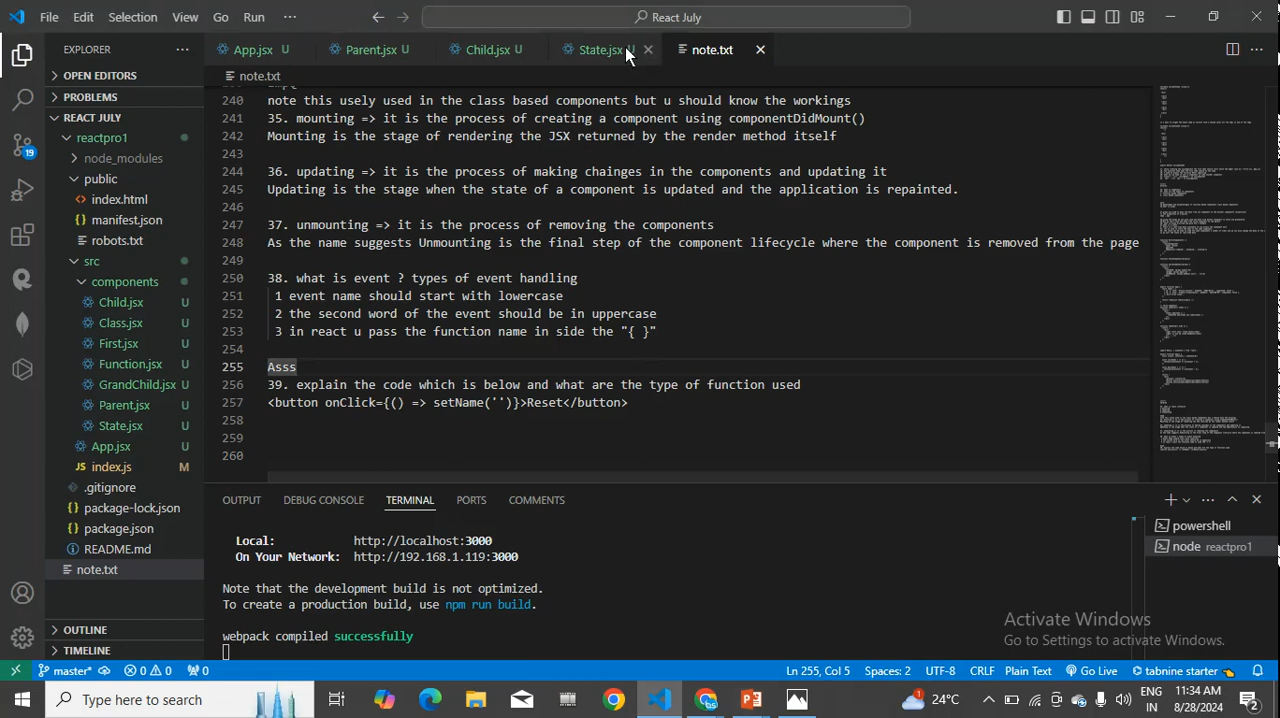 File Edit Selection View Go Run ··· React July
EXPLORER
App.jsx U Parent.jsx U Child.jsx U State.jsx U note.txt
OPEN EDITORS
PROBLEMS
REACT JULY
reactpro1
node_modules
public
index.html
manifest.json
robots.txt
src
components
Child.jsx U
Class.jsx U
First.jsx U
Function.jsx U
GrandChild.jsx U
Parent.jsx U
State.jsx U
App.jsx U
index.js M
.gitignore
package-lock.json
package.json
README.md
note.txt
OUTLINE
TIMELINE
19
note.txt
240 note this usely used in the class based components but u should know the workings
241 35. mounting => it is the process of creating a component using componentDidMount()
242 Mounting is the stage of rendering the JSX returned by the render method itself
243
244 36. updating => it is the process of making chainges in the components and updating it
245 Updating is the stage when the state of a component is updated and the application is repainted.
246
247 37. unmounting => it is the process of removing the components
248 As the name suggests Unmounting is the final step of the component lifecycle where the component is removed from the page
249
250 38. what is event ? types of event handling
251 1 event name should start with lowercase
252 2 the second word of the event should be in uppercase
253 3 in react u pass the function name in side the "{ }"
254
255 Asss
256 39. explain the code which is below and what are the type of function used
257 <button onClick={() => setName('')}>Reset</button>
258
259
260
OUTPUT DEBUG CONSOLE TERMINAL PORTS COMMENTS
Local: http://localhost:3000
On Your Network: http://192.168.1.119:3000
Note that the development build is not optimized.
To create a production build, use npm run build.
webpack compiled successfully
powershell
node reactpro1
Activate Windows
Go to Settings to activate Windows.
master* 0 0 0 Ln 255, Col 5 Spaces: 2 UTF-8 CRLF Plain Text Go Live tabnine starter
Type here to search 1 24°C ENG IN 11:34 AM 8/28/2024 2